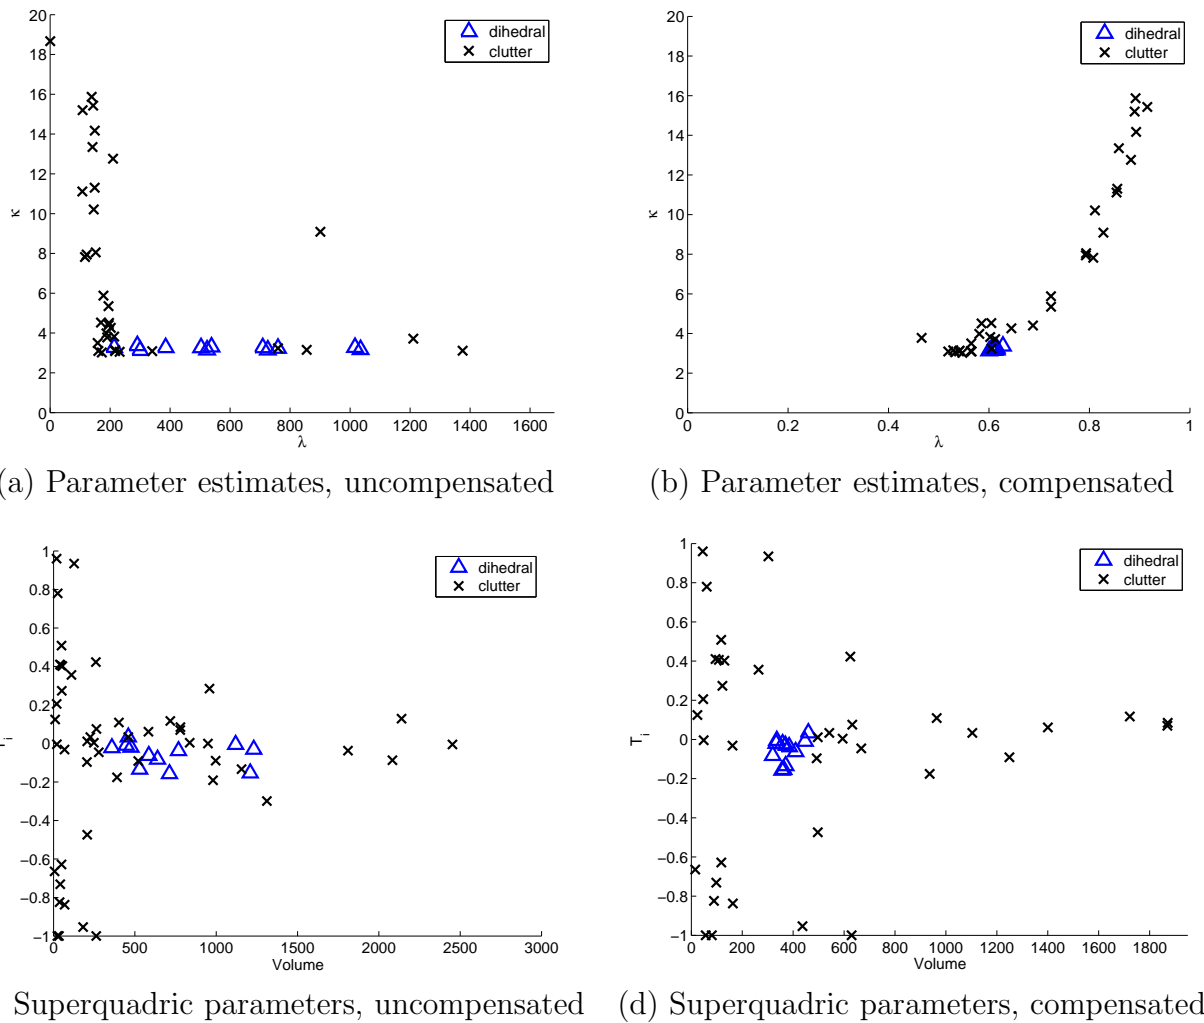 20
18
16
14
12
10
8
6
4
2
0
κ
0 200 400 600 800 1000 1200 1400 1600
λ
dihedral
clutter
20
18
16
14
12
10
8
6
4
2
0
κ
0 0.2 0.4 0.6 0.8 1
λ
dihedral
clutter
a) Parameter estimates, uncompensated
(b) Parameter estimates, compensated
1
0.8
0.6
0.4
0.2
0
−0.2
−0.4
−0.6
−0.8
−1
0 500 1000 1500 2000 2500 3000
Volume
dihedral
clutter
1
0.8
0.6
0.4
0.2
0
−0.2
−0.4
−0.6
−0.8
−1
T i
0 200 400 600 800 1000 1200 1400 1600 1800
Volume
dihedral
clutter
Superquadric parameters, uncompensated
(d) Superquadric parameters, compensated